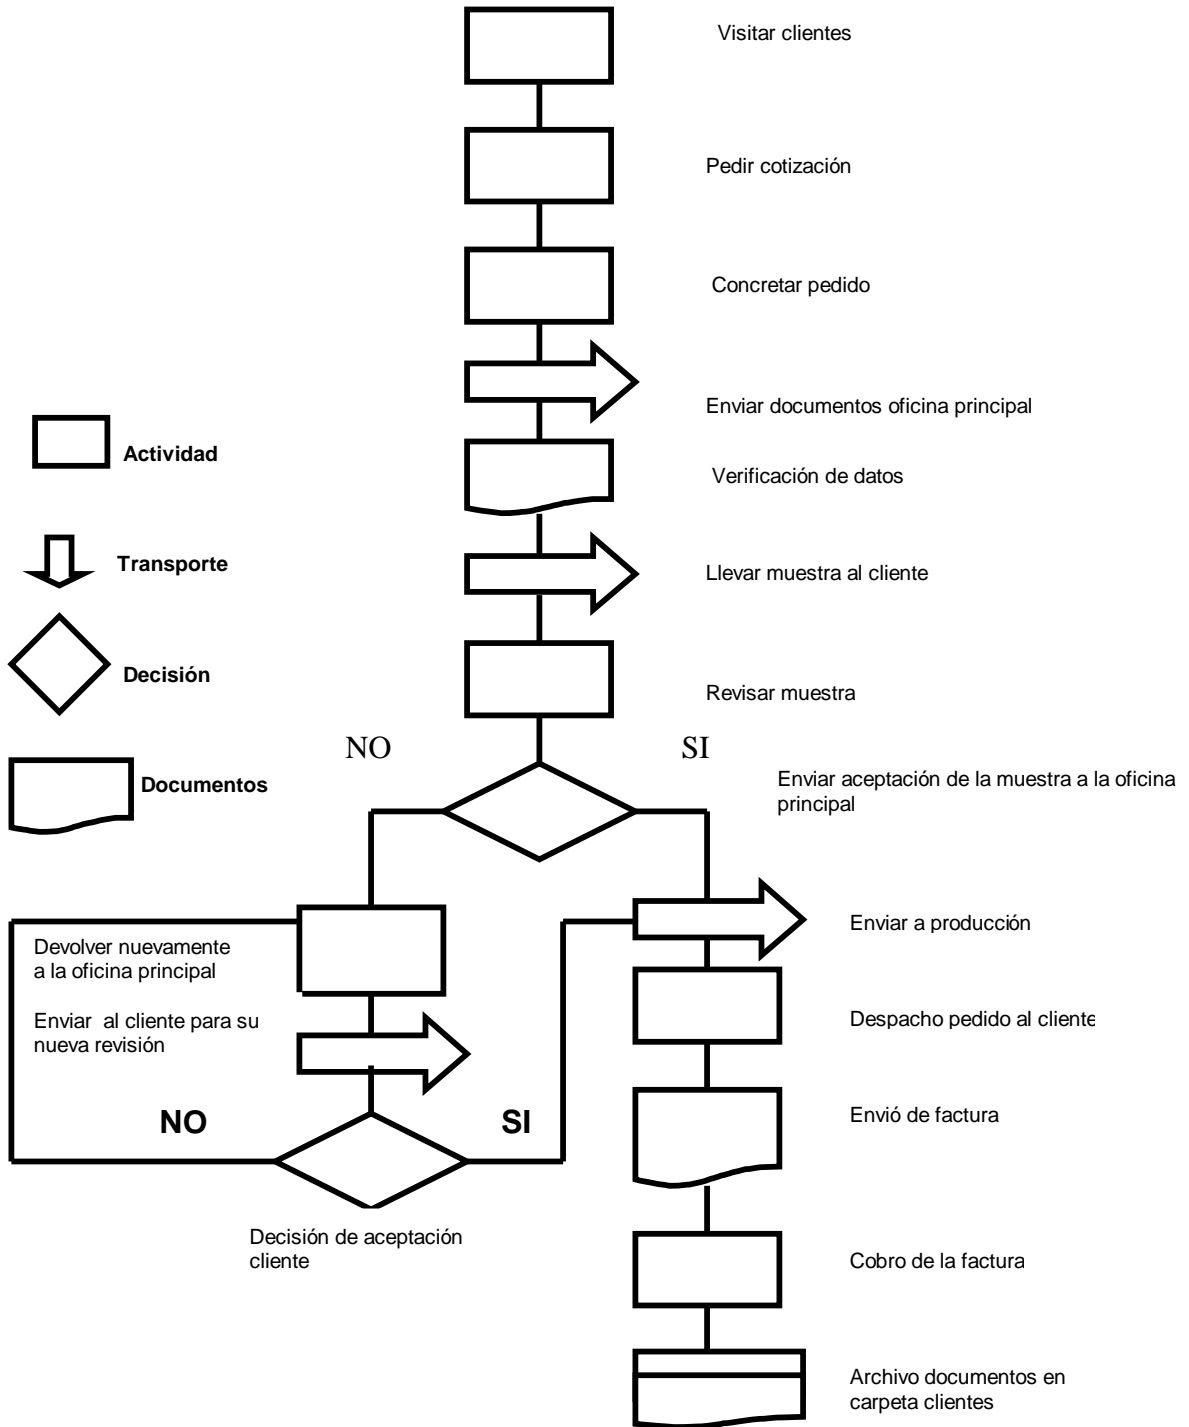 Visitar clientes
Pedir cotización
Concretar pedido
Enviar documentos oficina principal
Actividad
Verificación de datos
Transporte
Llevar muestra al cliente
Decisión
Revisar muestra
NO
SI
Documentos
Enviar aceptación de la muestra a la oficina
principal
Enviar a producción
Devolver nuevamente
a la oficina principal
Enviar al cliente para su
nueva revisión
Despacho pedido al cliente
NO
SI
Envió de factura
Decisión de aceptación
cliente
Cobro de la factura
Archivo documentos en
carpeta clientes